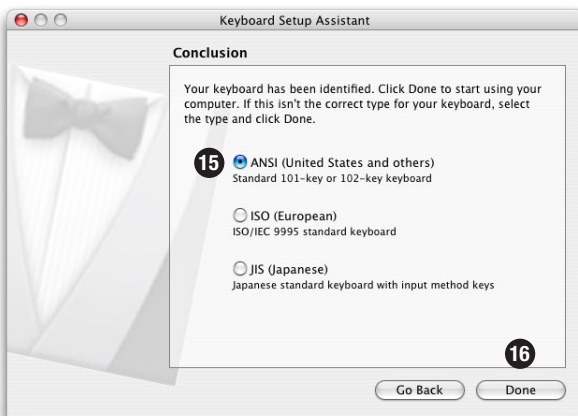 Keyboard Setup Assistant
Conclusion
Your keyboard has been identified. Click Done to start using your
computer. If this isn't the correct type for your keyboard, select
the type and click Done.
15 ANSI (United States and others)
Standard 101-key or 102-key keyboard
ISO (European)
ISO/IEC 9995 standard keyboard
JIS (Japanese)
Japanese standard keyboard with input method keys
16
Go Back Done